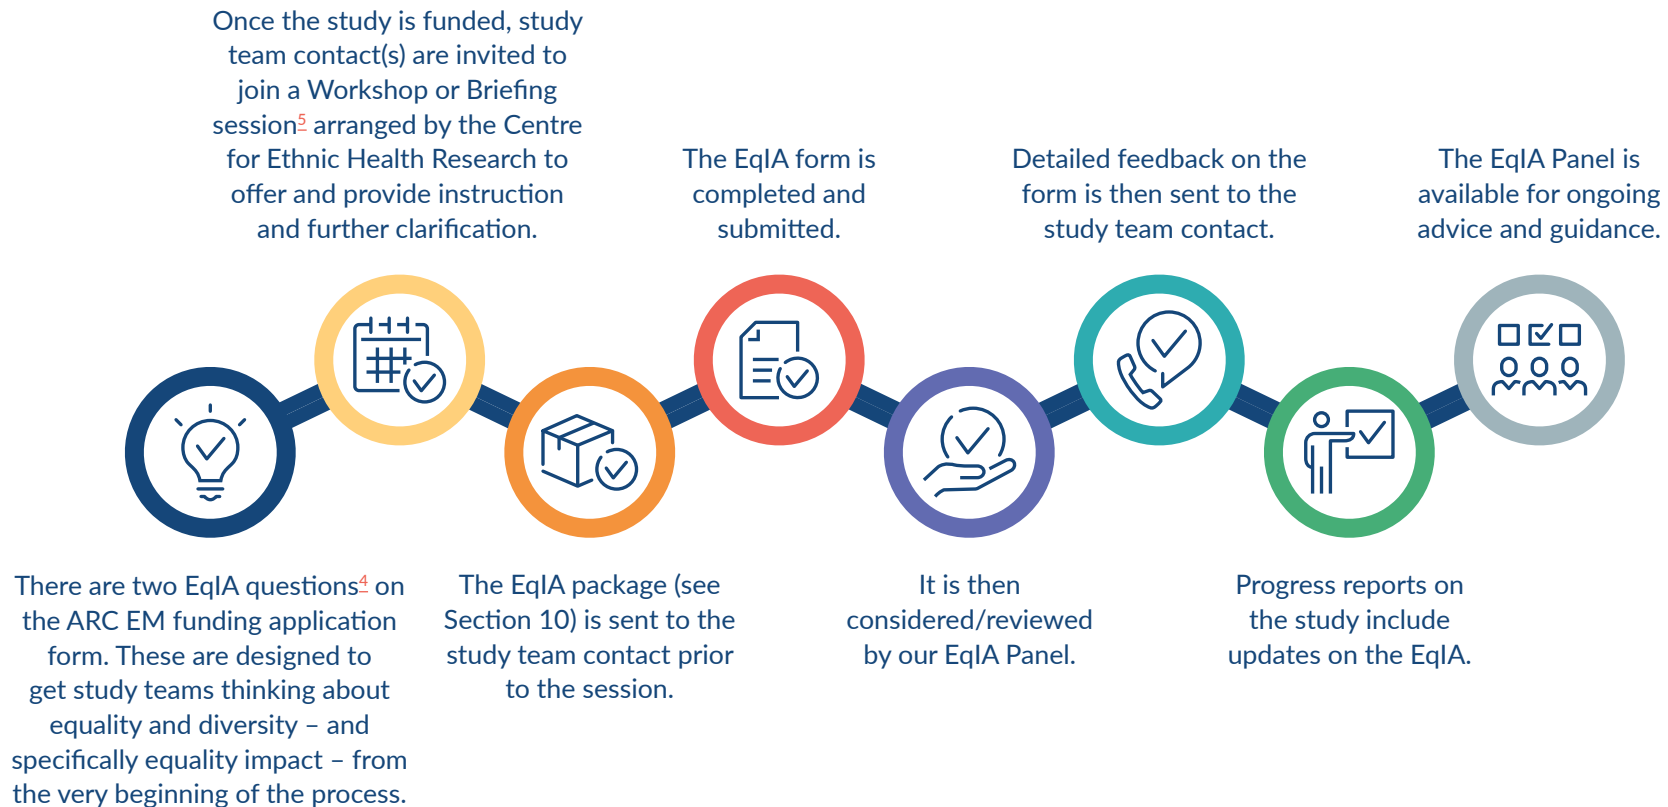 Once the study is funded, study
team contact(s) are invited to
join a Workshop or Briefing
session5 arranged by the Centre
for Ethnic Health Research to
offer and provide instruction
and further clarification.
The EqIA form is
completed and
submitted.
Detailed feedback on the
form is then sent to the
study team contact.
The EqIA Panel is
available for ongoing
advice and guidance.
There are two EqIA questions4 on
the ARC EM funding application
form. These are designed to
get study teams thinking about
equality and diversity – and
specifically equality impact – from
the very beginning of the process.
The EqIA package (see
Section 10) is sent to the
study team contact prior
to the session.
It is then
considered/reviewed
by our EqIA Panel.
Progress reports on
the study include
updates on the EqIA.